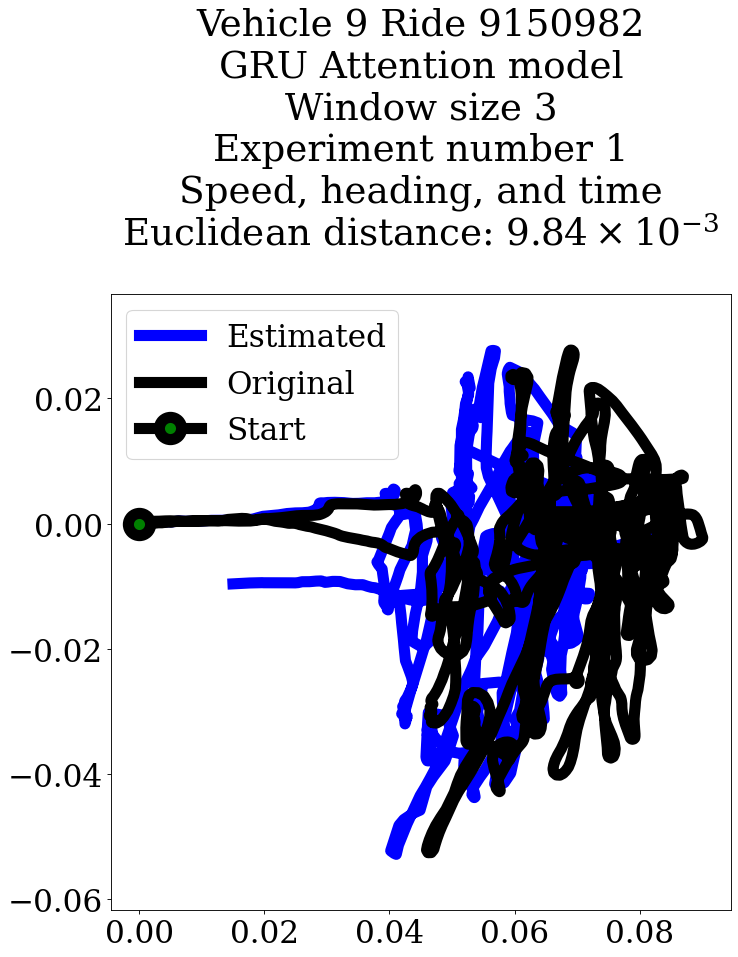 Vehicle 9 Ride 9150982
GRU Attention model
Window size 3
Experiment number 1
Speed, heading, and time
Euclidean distance: 9.84 × 10⁻³
Estimated
Original
Start
0.02
0.00
−0.02
−0.04
−0.06
0.00 0.02 0.04 0.06 0.08